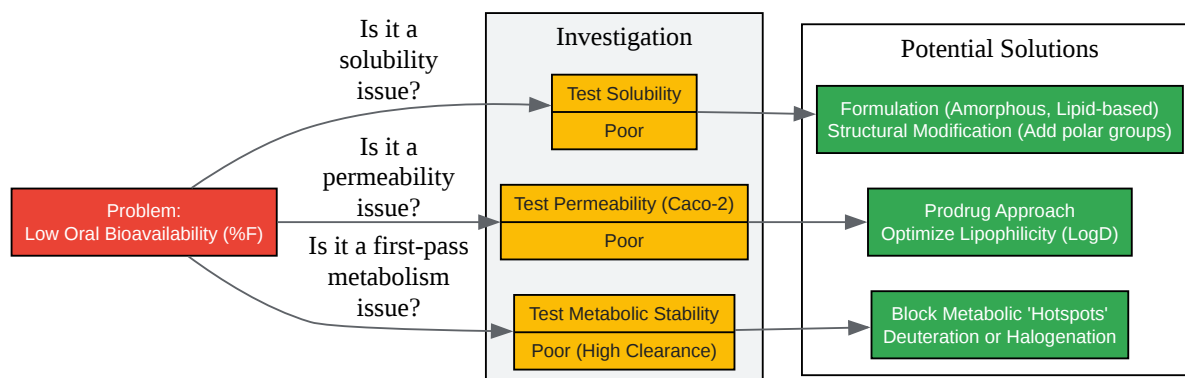 Is it a
solubility
issue?
Investigation
Potential Solutions
Test Solubility
Poor
Formulation (Amorphous, Lipid-based)
Structural Modification (Add polar groups)
Problem:
Low Oral Bioavailability (%F)
Is it a
permeability
issue?
Test Permeability (Caco-2)
Poor
Prodrug Approach
Optimize Lipophilicity (LogD)
Is it a first-pass
metabolism
issue?
Test Metabolic Stability
Poor (High Clearance)
Block Metabolic 'Hotspots'
Deuteration or Halogenation